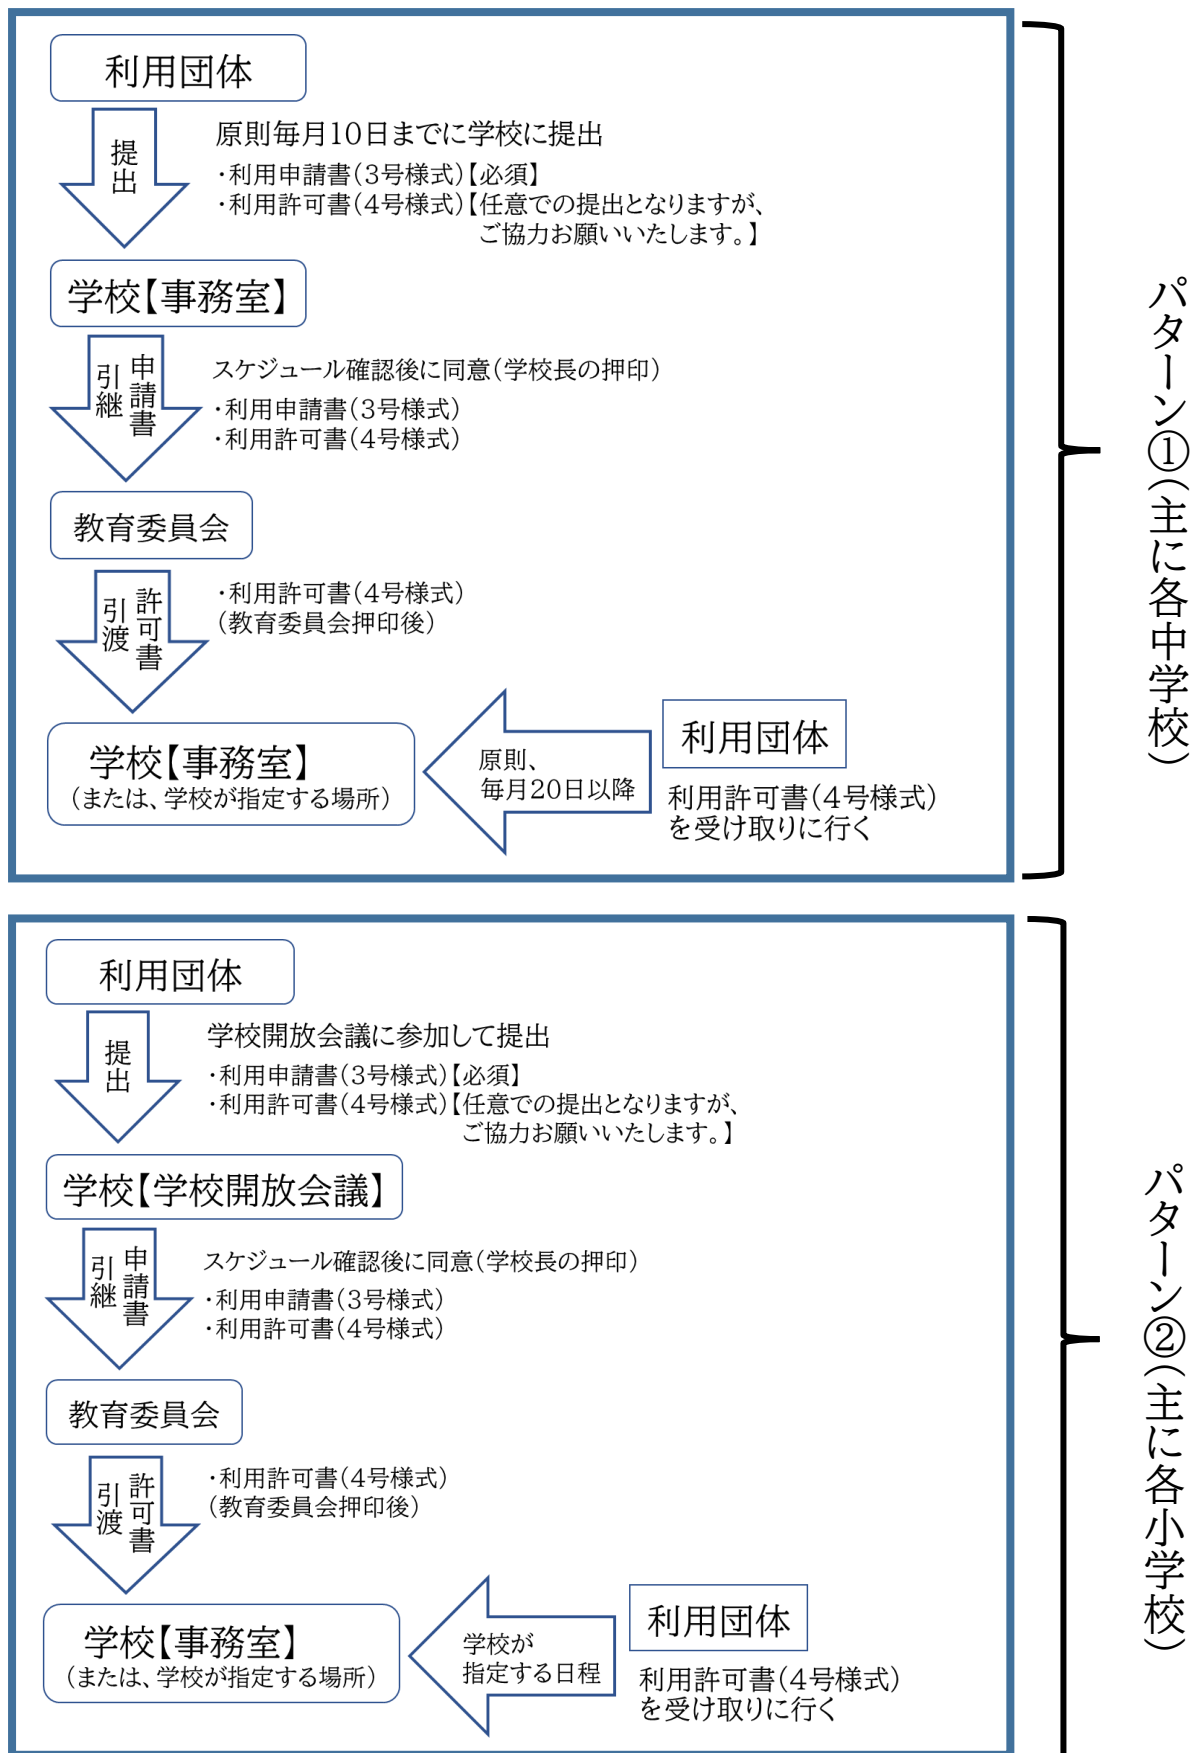 利用団体
提出
原則毎月10日までに学校に提出
・利用申請書(3号様式)【必須】
・利用許可書(4号様式)【任意での提出となりますが、
ご協力お願いいたします。】
学校【事務室】
申請書
引継
スケジュール確認後に同意(学校長の押印)
・利用申請書(3号様式)
・利用許可書(4号様式)
教育委員会
許可書
引渡
・利用許可書(4号様式)
(教育委員会押印後)
学校【事務室】
(または、学校が指定する場所)
原則、
毎月20日以降
利用団体
利用許可書(4号様式)
を受け取りに行く
パターン①(主に各中学校)
利用団体
提出
学校開放会議に参加して提出
・利用申請書(3号様式)【必須】
・利用許可書(4号様式)【任意での提出となりますが、
ご協力お願いいたします。】
学校【学校開放会議】
申請書
引継
スケジュール確認後に同意(学校長の押印)
・利用申請書(3号様式)
・利用許可書(4号様式)
教育委員会
許可書
引渡
・利用許可書(4号様式)
(教育委員会押印後)
学校【事務室】
(または、学校が指定する場所)
学校が
指定する日程
利用団体
利用許可書(4号様式)
を受け取りに行く
パターン②(主に各小学校)